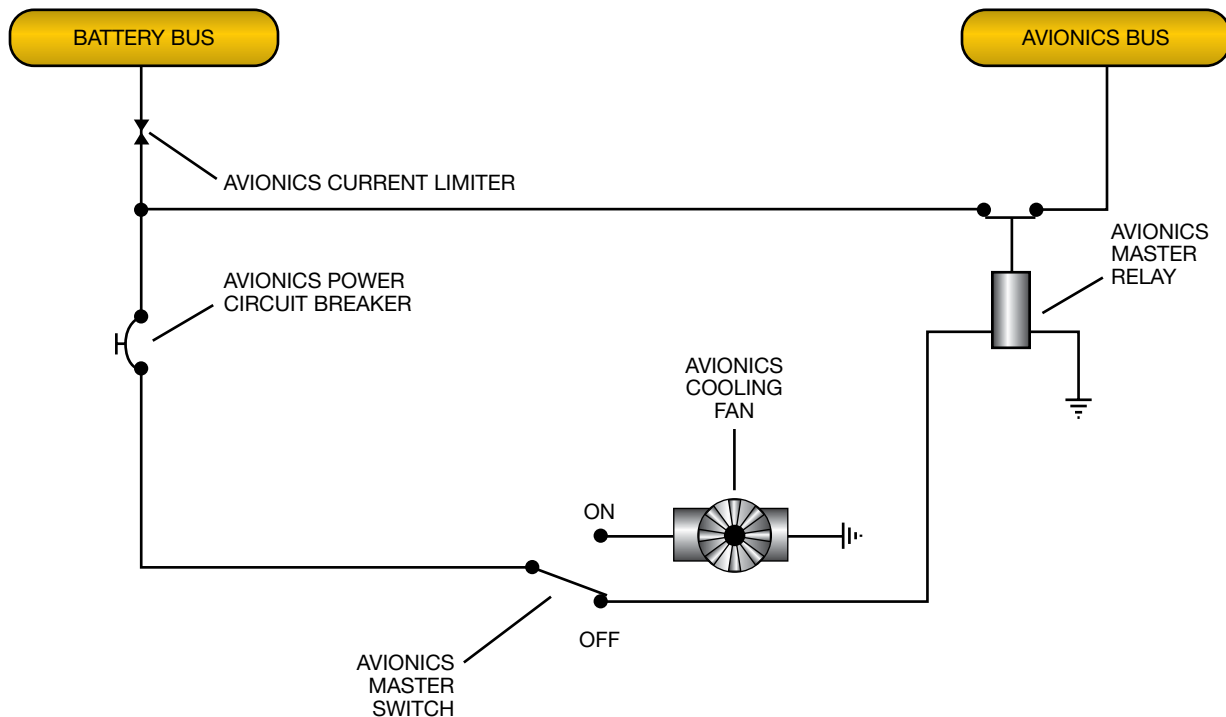 BATTERY BUS
AVIONICS BUS
AVIONICS CURRENT LIMITER
AVIONICS
MASTER
RELAY
AVIONICS POWER
CIRCUIT BREAKER
AVIONICS
COOLING
FAN
ON
OFF
AVIONICS
MASTER
SWITCH